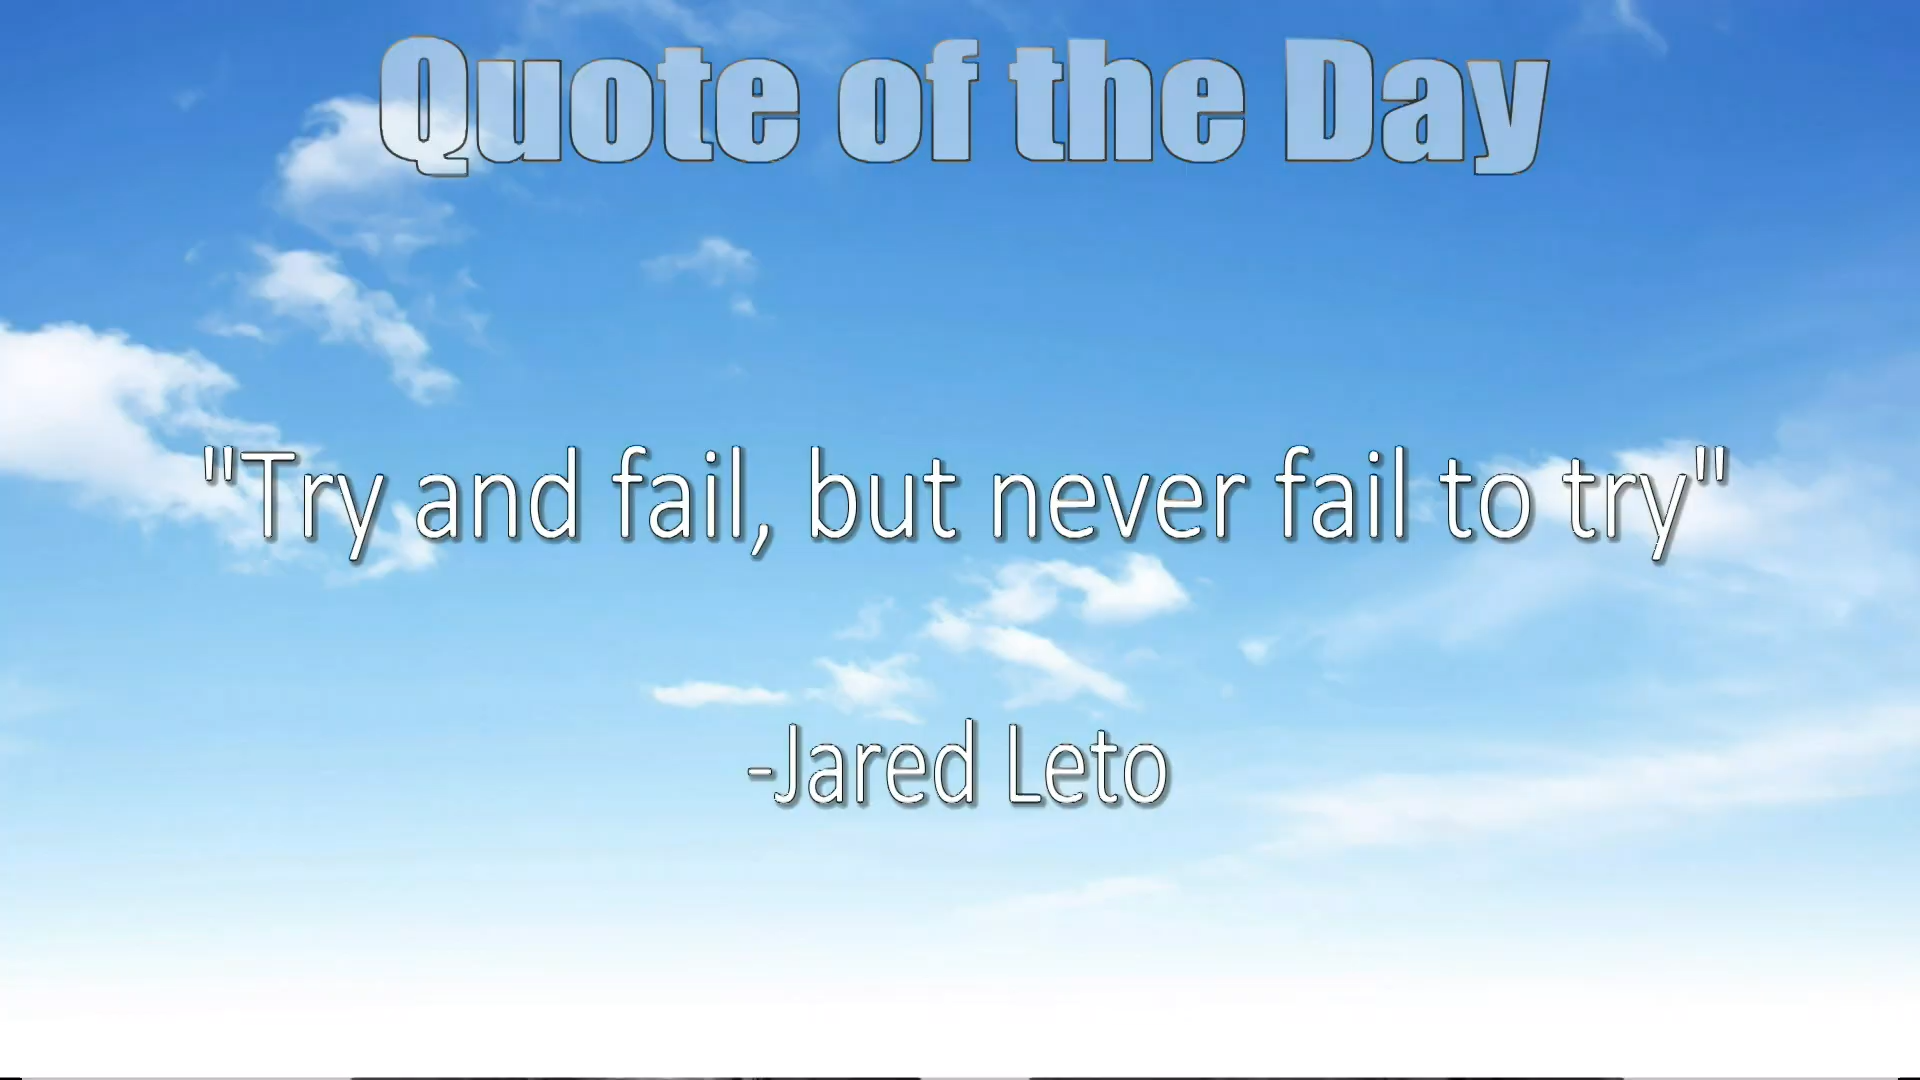 Quote of the Day
"Try and fail, but never fail to try"
-Jared Leto